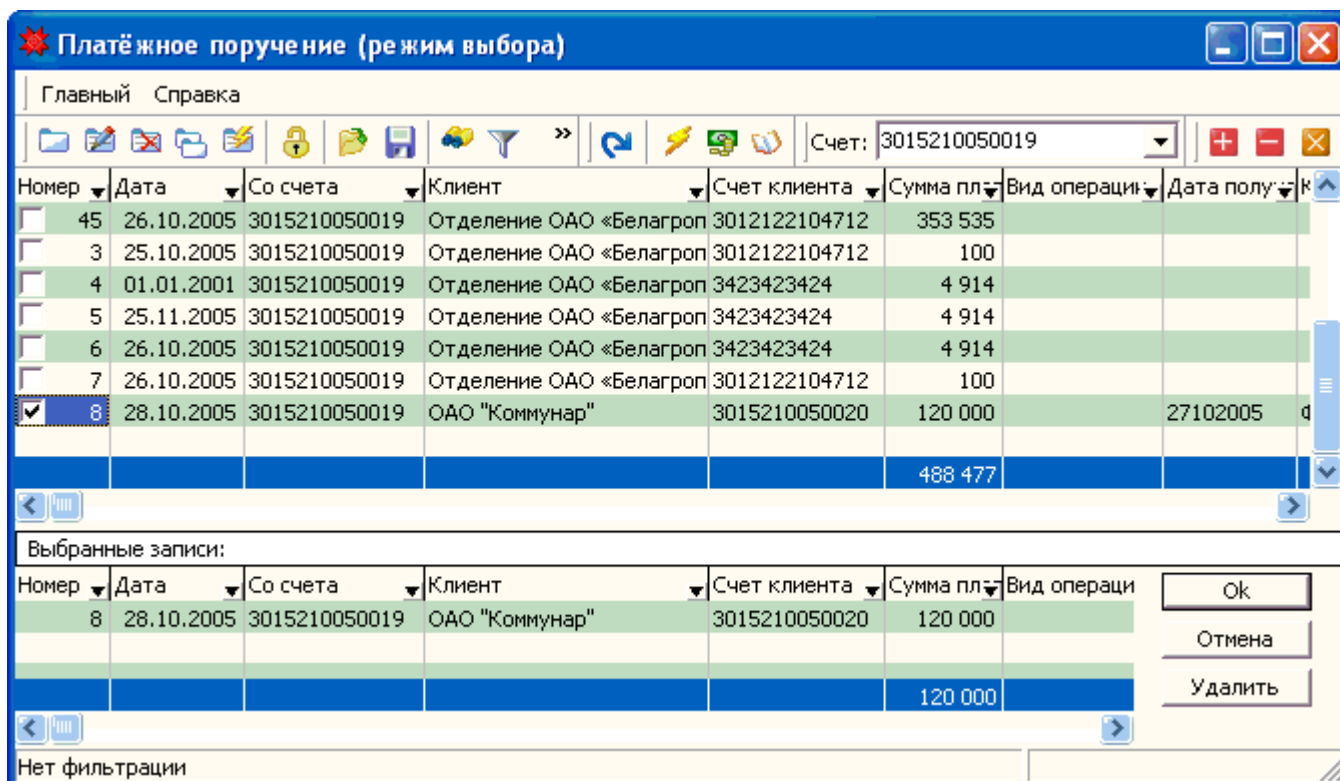 Платёжное поручение (режим выбора)
Главный Справка
» Счет: 3015210050019
Номер Дата Со счета Клиент Счет клиента Сумма пл Вид операци Дата полу К
45 26.10.2005 3015210050019 Отделение ОАО «Белагроп 3012122104712 353 535
3 25.10.2005 3015210050019 Отделение ОАО «Белагроп 3012122104712 100
4 01.01.2001 3015210050019 Отделение ОАО «Белагроп 3423423424 4 914
5 25.11.2005 3015210050019 Отделение ОАО «Белагроп 3423423424 4 914
6 26.10.2005 3015210050019 Отделение ОАО «Белагроп 3423423424 4 914
7 26.10.2005 3015210050019 Отделение ОАО «Белагроп 3012122104712 100
8 28.10.2005 3015210050019 ОАО "Коммунар" 3015210050020 120 000 27102005
488 477
Выбранные записи:
Номер Дата Со счета Клиент Счет клиента Сумма пл Вид операци
Ok
8 28.10.2005 3015210050019 ОАО "Коммунар" 3015210050020 120 000
Отмена
Удалить
120 000
Нет фильтрации